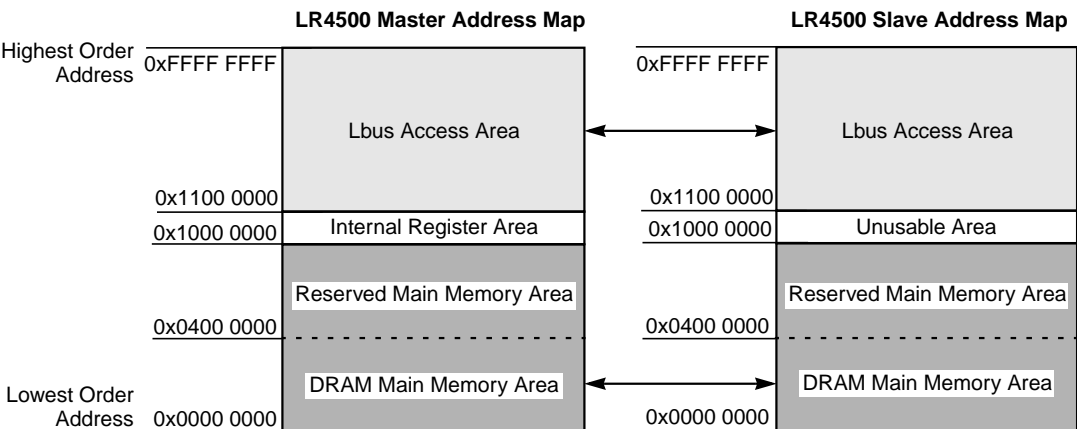 LR4500 Master Address Map
LR4500 Slave Address Map
Highest Order
Address
0xFFFF FFFF
0xFFFF FFFF
Lbus Access Area
Lbus Access Area
0x1100 0000
0x1100 0000
Internal Register Area
Unusable Area
0x1000 0000
0x1000 0000
Reserved Main Memory Area
Reserved Main Memory Area
0x0400 0000
0x0400 0000
DRAM Main Memory Area
DRAM Main Memory Area
Lowest Order
Address
0x0000 0000
0x0000 0000